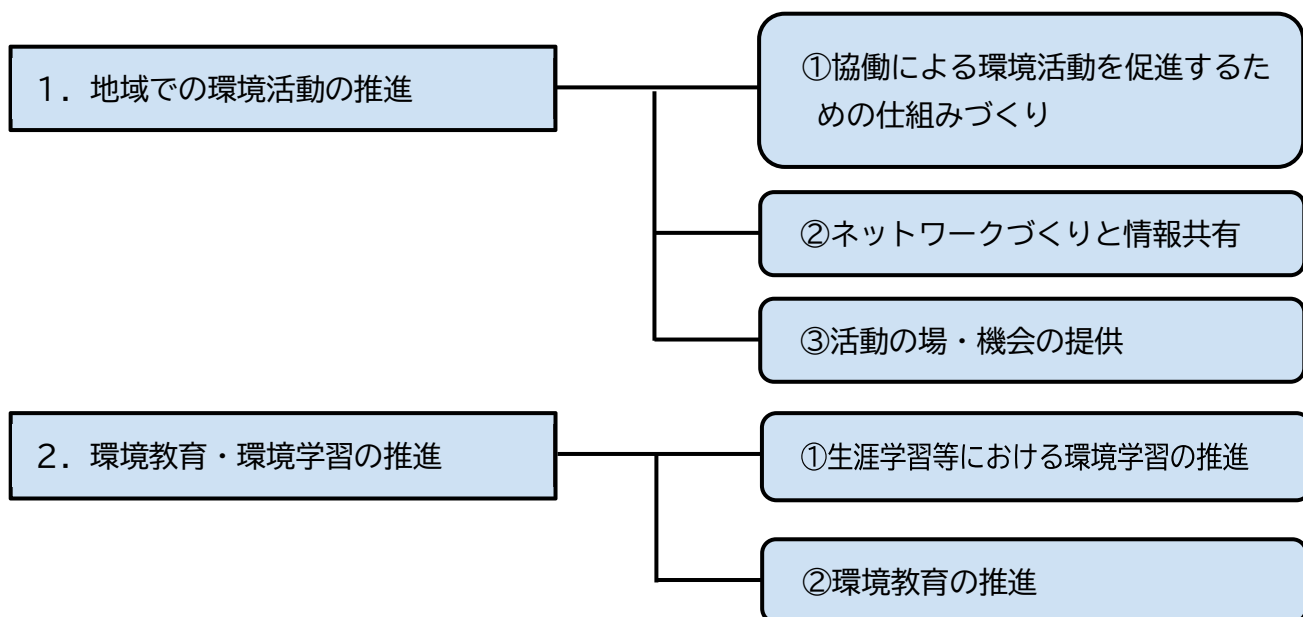 １．地域での環境活動の推進
①協働による環境活動を促進するた
めの仕組みづくり
②ネットワークづくりと情報共有
③活動の場・機会の提供
２．環境教育・環境学習の推進
①生涯学習等における環境学習の推進
②環境教育の推進